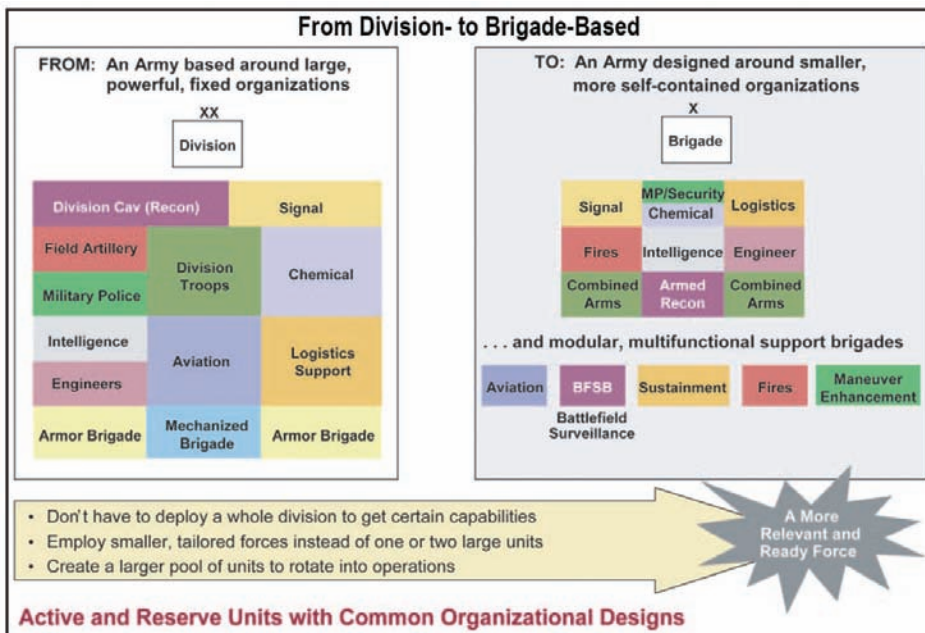 From Division- to Brigade-Based
FROM: An Army based around large,
powerful, fixed organizations
XX
Division
Division Cav (Recon)
Signal
Field Artillery
Division
Troops
Chemical
Military Police
Intelligence
Aviation
Logistics
Support
Engineers
Armor Brigade
Mechanized
Brigade
Armor Brigade
TO: An Army designed around smaller,
more self-contained organizations
X
Brigade
Signal
MP/Security
Chemical
Logistics
Fires
Intelligence
Engineer
Combined
Arms
Armed
Recon
Combined
Arms
. . . and modular, multifunctional support brigades
Aviation
BFSB
Sustainment
Fires
Maneuver
Enhancement
Battlefield
Surveillance
• Don't have to deploy a whole division to get certain capabilities
• Employ smaller, tailored forces instead of one or two large units
• Create a larger pool of units to rotate into operations
A More
Relevant and
Ready Force
Active and Reserve Units with Common Organizational Designs